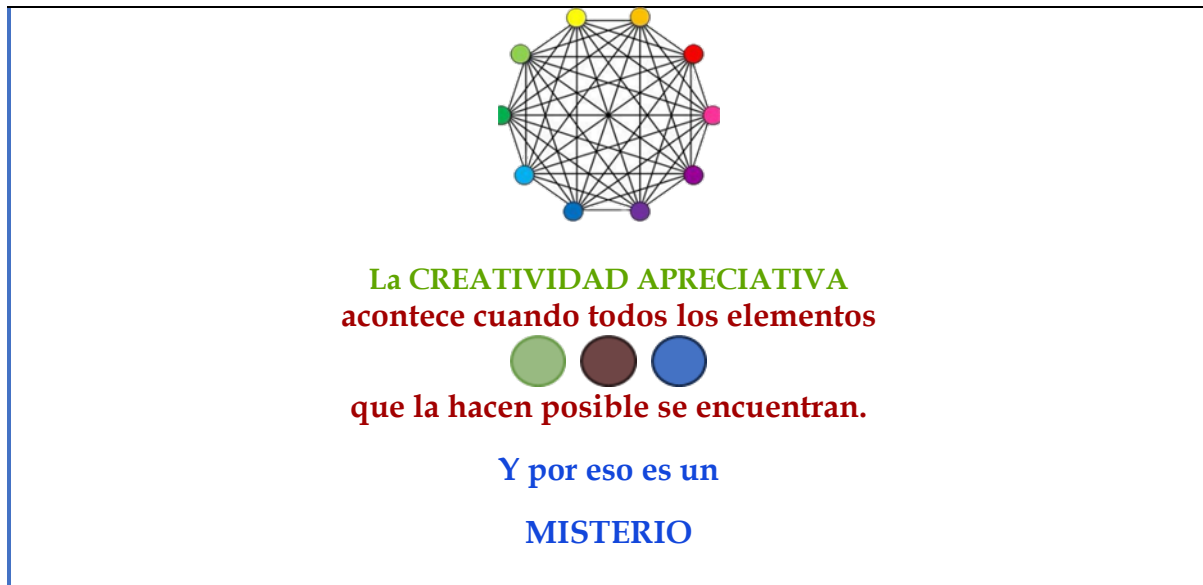 La CREATIVIDAD APRECIATIVA
acontece cuando todos los elementos
que la hacen posible se encuentran.
Y por eso es un
MISTERIO